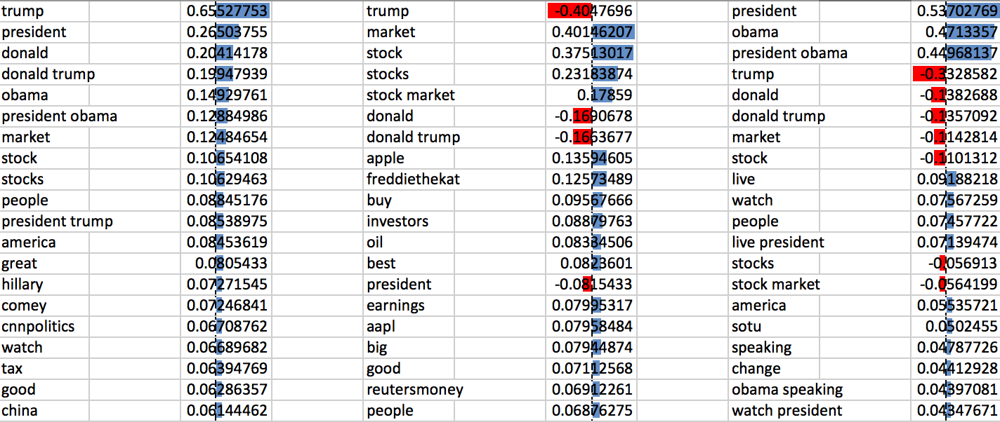 trump 0.65527753 trump -0.4047696 president 0.53702769
president 0.26503755 market 0.40146207 obama 0.4713357
donald 0.20414178 stock 0.37513017 president obama 0.44968137
donald trump 0.19947939 stocks 0.23183874 trump -0.3328582
obama 0.14929761 stock market 0.17859 donald -0.1382688
president obama 0.12884986 donald -0.1690678 donald trump -0.1357092
market 0.12484654 donald trump -0.1663677 market -0.1142814
stock 0.10654108 apple 0.13594605 stock -0.1101312
stocks 0.10629463 freddiethekat 0.12573489 live 0.09188218
people 0.08845176 buy 0.09567666 watch 0.07567259
president trump 0.08538975 investors 0.08879763 people 0.07457722
america 0.08453619 oil 0.08334506 live president 0.07139474
great 0.0805433 best 0.0823601 stocks -0.056913
hillary 0.07271545 president -0.0815433 stock market -0.0564199
comey 0.07246841 earnings 0.07995317 america 0.05535721
cnnpolitics 0.06708762 aapl 0.07958484 sotu 0.0502455
watch 0.06689682 big 0.07944874 speaking 0.04787726
tax 0.06394769 good 0.07112568 change 0.04412928
good 0.06286357 reutersmoney 0.06912261 obama speaking 0.04397081
china 0.06144462 people 0.06876275 watch president 0.04347671